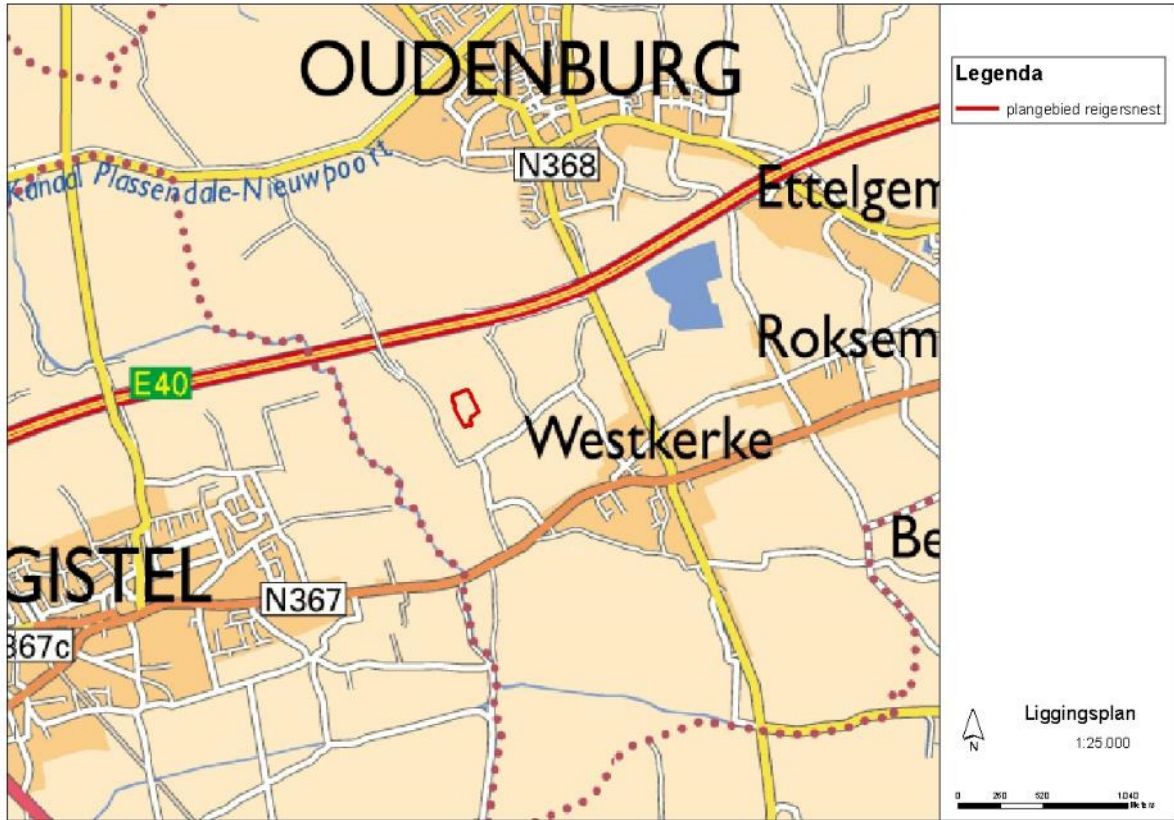 OUDENBURG
N368
Kanaal Plassendale-Nieuwpoort
Ettelgem
Roksem
E40
Westkerke
Be
GISTEL
N367
367c
Legenda
plangebied reigersnest
Liggingsplan
N
1:25.000
0 260 520 1.040
Meters